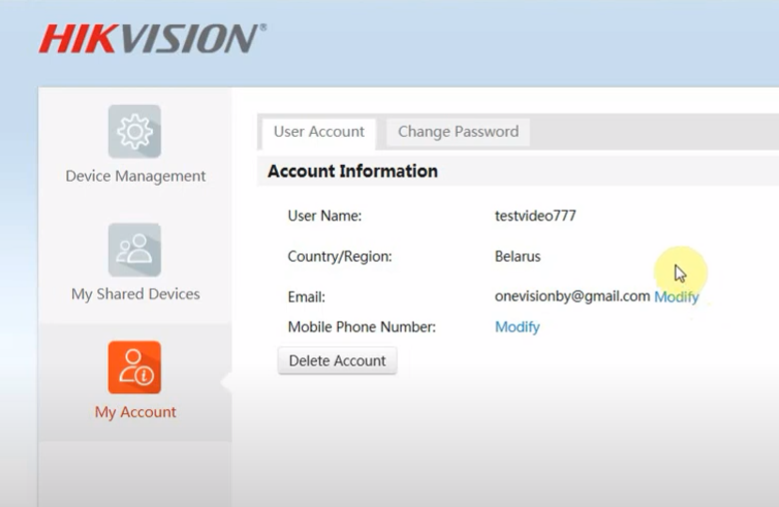 HIKVISION®
Device Management
My Shared Devices
My Account
User Account Change Password
Account Information
User Name: testvideo777
Country/Region: Belarus
Email: onevisionby@gmail.com Modify
Mobile Phone Number: Modify
Delete Account